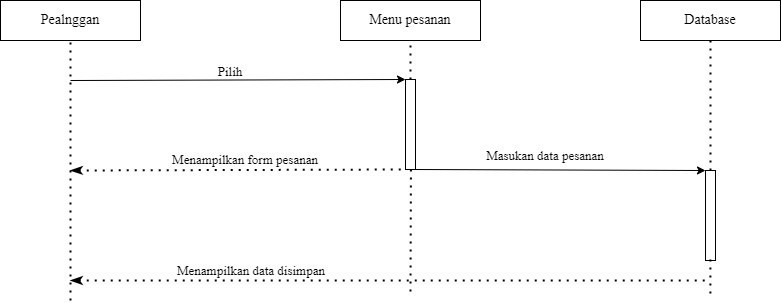 Pealnggan
Menu pesanan
Database
Pilih
Menampilkan form pesanan
Masukan data pesanan
Menampilkan data disimpan